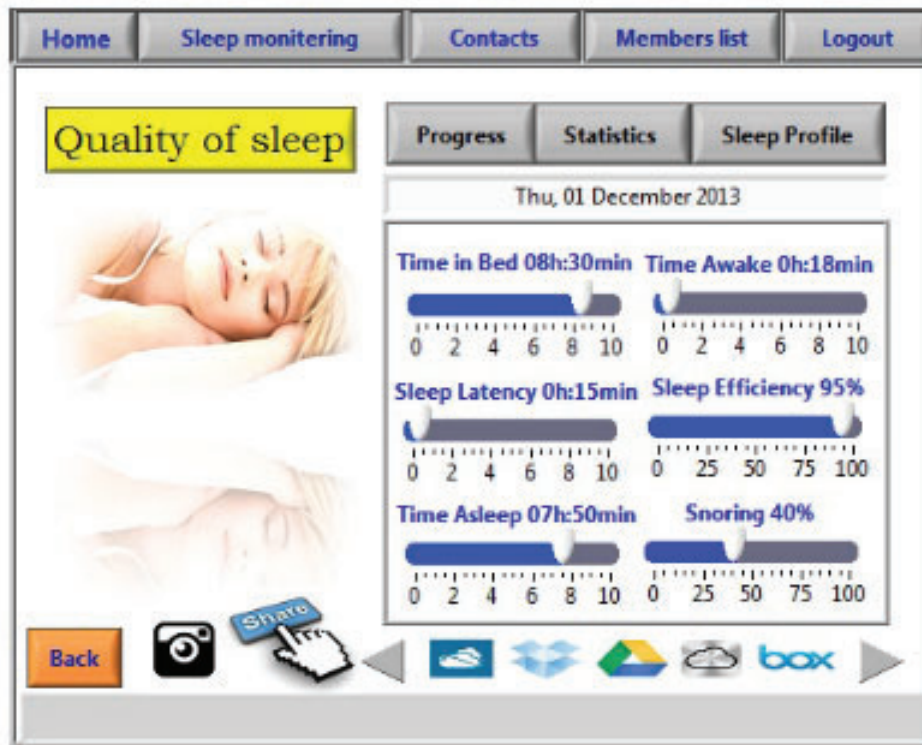 Home Sleep monitering Contacts Members list Logout
Quality of sleep
Progress Statistics Sleep Profile
Thu, 01 December 2013
Time in Bed 08h:30min Time Awake 0h:18min
0 2 4 6 8 10 0 2 4 6 8 10
Sleep Latency 0h:15min Sleep Efficiency 95%
0 2 4 6 8 10 0 25 50 75 100
Time Asleep 07h:50min Snoring 40%
0 2 4 6 8 10 0 25 50 75 100
Share
Back
box